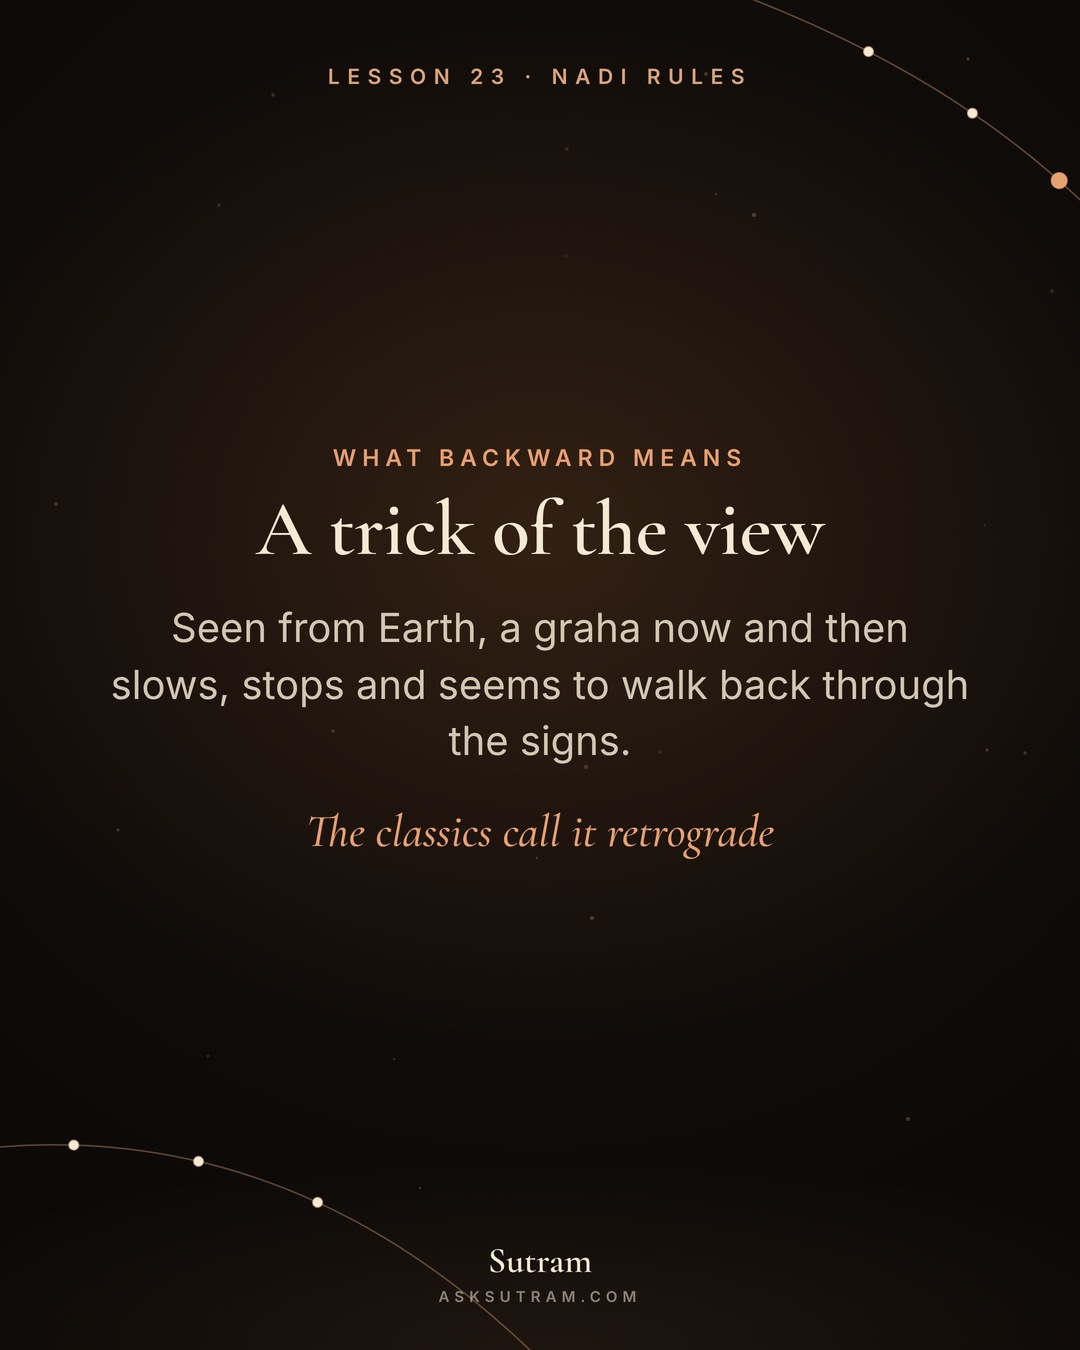 LESSON 23 · NADI RULES
WHAT BACKWARD MEANS
A trick of the view
Seen from Earth, a graha now and then
slows, stops and seems to walk back through
the signs.
The classics call it retrograde
Sutram
ASKSUTRAM.COM